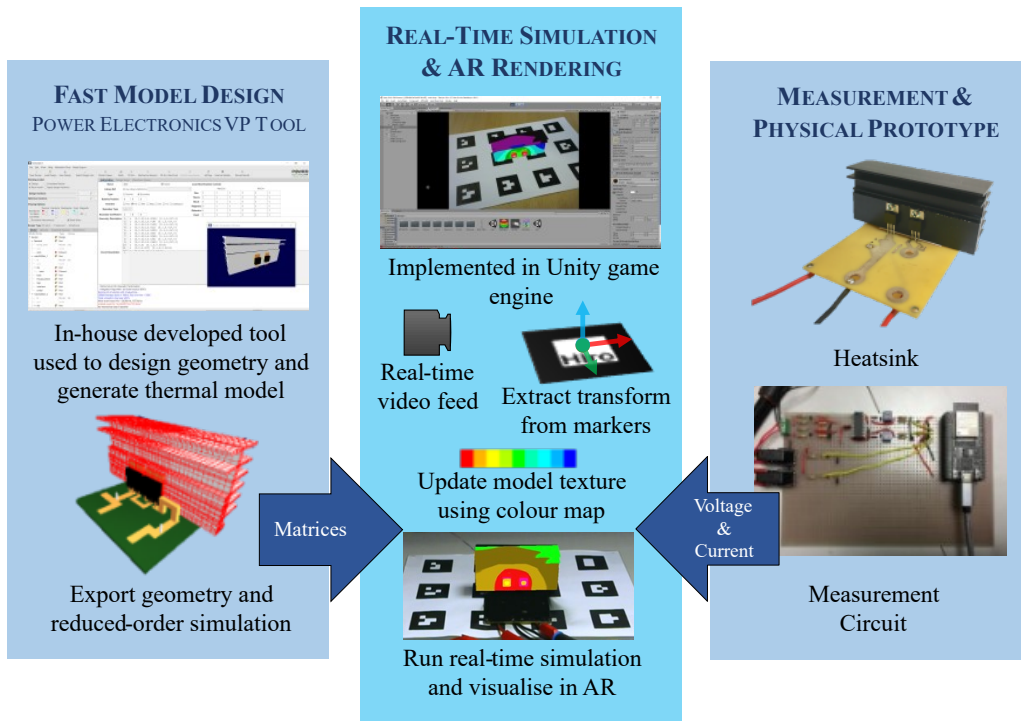 FAST MODEL DESIGN
POWER ELECTRONICS VP TOOL
In-house developed tool
used to design geometry and
generate thermal model
Export geometry and
reduced-order simulation
Matrices
REAL-TIME SIMULATION
& AR RENDERING
Implemented in Unity game
engine
Real-time
video feed
Hiro
Extract transform
from markers
Update model texture
using colour map
Run real-time simulation
and visualise in AR
Voltage
&
Current
MEASUREMENT &
PHYSICAL PROTOTYPE
Heatsink
Measurement
Circuit